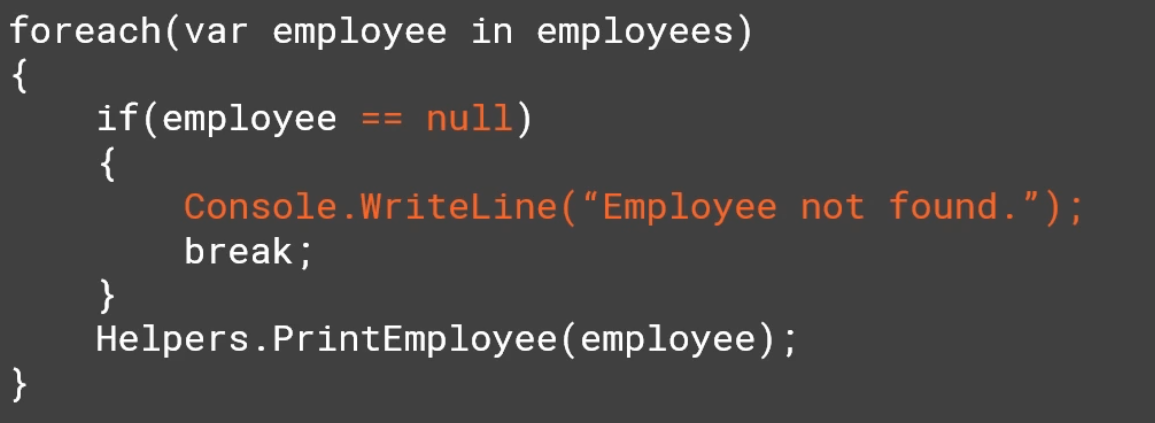 foreach(var employee in employees)
{
    if(employee == null)
    {
        Console.WriteLine(“Employee not found.”);
        break;
    }
    Helpers.PrintEmployee(employee);
}